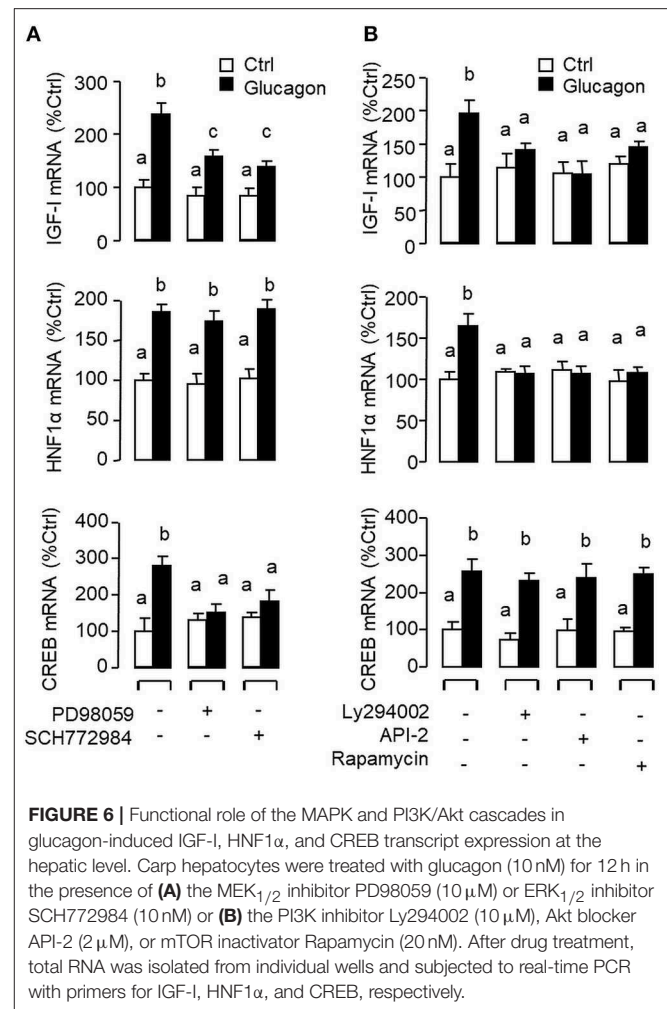 A
B
Ctrl
Glucagon
IGF-I mRNA (%Ctrl)
300
200
100
0
a b a c a c
Ctrl
Glucagon
IGF-I mRNA (%Ctrl)
250
200
150
100
50
0
a b a a a a a a
HNF1α mRNA (%Ctrl)
200
150
100
50
0
a b a b a b
HNF1α mRNA (%Ctrl)
200
150
100
50
0
a b a a a a a a
CREB mRNA (%Ctrl)
400
300
200
100
0
a b a a a a
CREB mRNA (%Ctrl)
400
300
200
100
0
a b a b a b a b
PD98059 - + -
SCH772984 - - +
Ly294002 - + - -
API-2 - - + -
Rapamycin - - - +
FIGURE 6 | Functional role of the MAPK and PI3K/Akt cascades in
glucagon-induced IGF-I, HNF1α, and CREB transcript expression at the
hepatic level. Carp hepatocytes were treated with glucagon (10 nM) for 12 h in
the presence of (A) the MEK1/2 inhibitor PD98059 (10 μM) or ERK1/2 inhibitor
SCH772984 (10 nM) or (B) the PI3K inhibitor Ly294002 (10 μM), Akt blocker
API-2 (2 μM), or mTOR inactivator Rapamycin (20 nM). After drug treatment,
total RNA was isolated from individual wells and subjected to real-time PCR
with primers for IGF-I, HNF1α, and CREB, respectively.